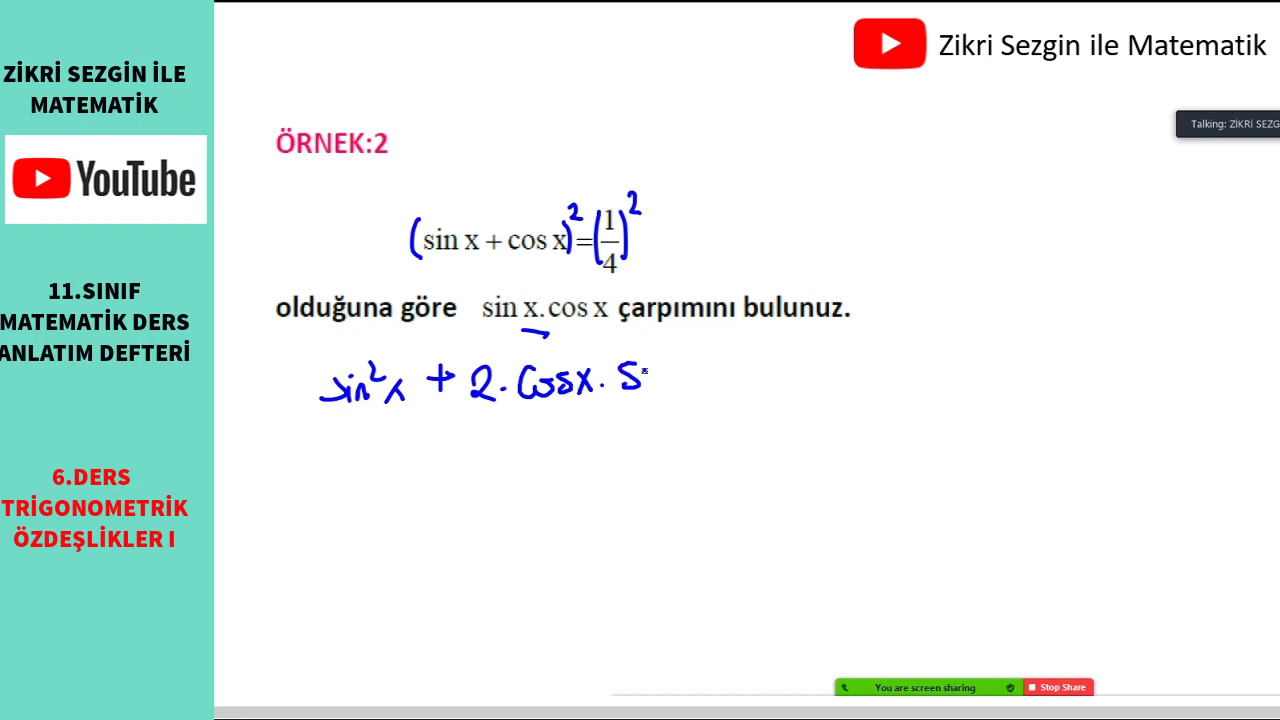 ZİKRİ SEZGİN İLE
MATEMATİK
YouTube
11.SINIF
MATEMATİK DERS
ANLATIM DEFTERİ
6.DERS
TRİGONOMETRİK
ÖZDEŞLİKLER I
Zikri Sezgin ile Matematik
Talking: ZİKRİ SEZG
ÖRNEK:2
(sin x + cos x)² = (1/4)²
olduğuna göre sin x.cos x çarpımını bulunuz.
sin²x + 2. cosx. s
You are screen sharing
Stop Share